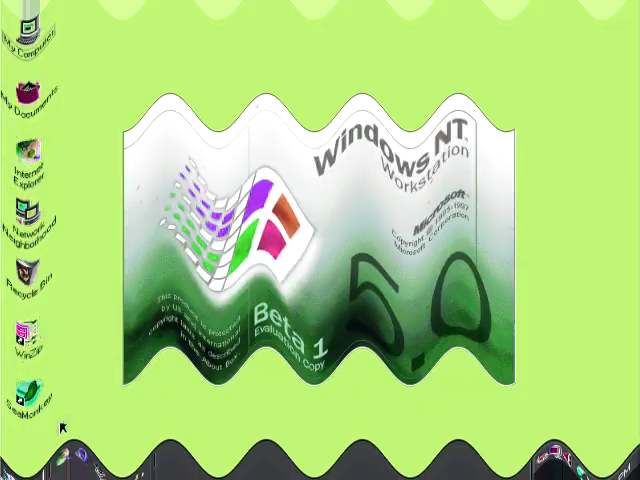 My Computer
My Documents
Internet
Explorer
Network
Neighborhood
Recycle Bin
WinZip
SeaMonkey
Windows NT
Workstation
Microsoft
Copyright © 1985-1997
Microsoft Corporation
5.0
Beta 1
Evaluation Copy
This product is protected
by US and international
copyright laws as described
in the About Box.
PM